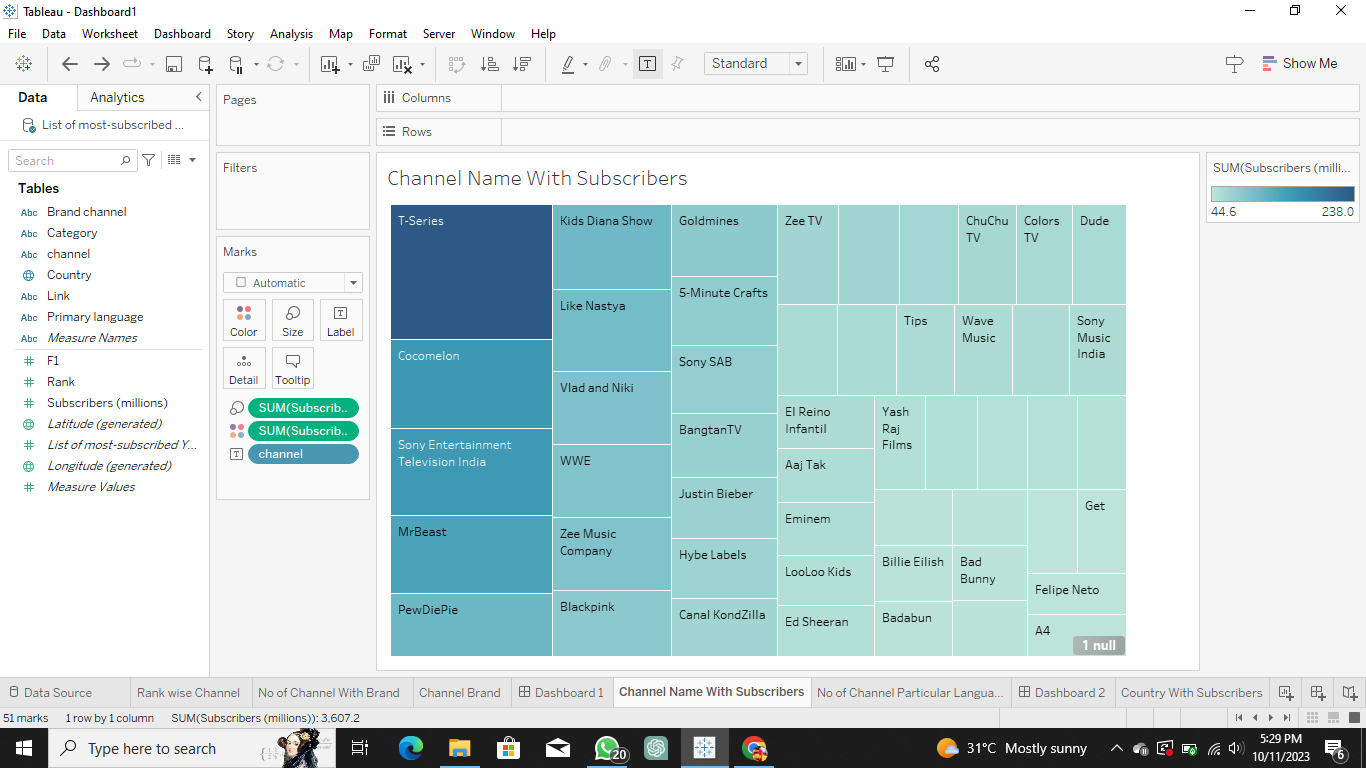 Tableau - Dashboard1
File Data Worksheet Dashboard Story Analysis Map Format Server Window Help
Standard
Show Me
Data Analytics
List of most-subscribed ...
Search
Tables
Abc Brand channel
Abc Category
Abc channel
Country
Abc Link
Abc Primary language
Abc Measure Names
F1
Rank
Subscribers (millions)
Latitude (generated)
List of most-subscribed Y...
Longitude (generated)
Measure Values
Pages
Filters
Marks
Automatic
Color Size Label
Detail Tooltip
SUM(Subscrib..
SUM(Subscrib..
channel
Columns
Rows
Channel Name With Subscribers
T-Series
Cocomelon
Sony Entertainment
Television India
MrBeast
PewDiePie
Kids Diana Show
Like Nastya
Vlad and Niki
WWE
Zee Music
Company
Blackpink
Goldmines
5-Minute Crafts
Sony SAB
BangtanTV
Justin Bieber
Hybe Labels
Canal KondZilla
Zee TV
ChuChu
TV
Colors
TV
Dude
Tips
Wave
Music
Sony
Music
India
El Reino
Infantil
Aaj Tak
Eminem
LooLoo Kids
Ed Sheeran
Yash
Raj
Films
Get
Billie Eilish
Bad
Bunny
Badabun
Felipe Neto
A4
1 null
SUM(Subscribers (milli...
44.6 238.0
Data Source Rank wise Channel No of Channel With Brand Channel Brand Dashboard 1 Channel Name With Subscribers No of Channel Particular Langua... Dashboard 2 Country With Subscribers
51 marks 1 row by 1 column SUM(Subscribers (millions)): 3,607.2
Type here to search
20
31°C Mostly sunny
5:29 PM
10/11/2023
6